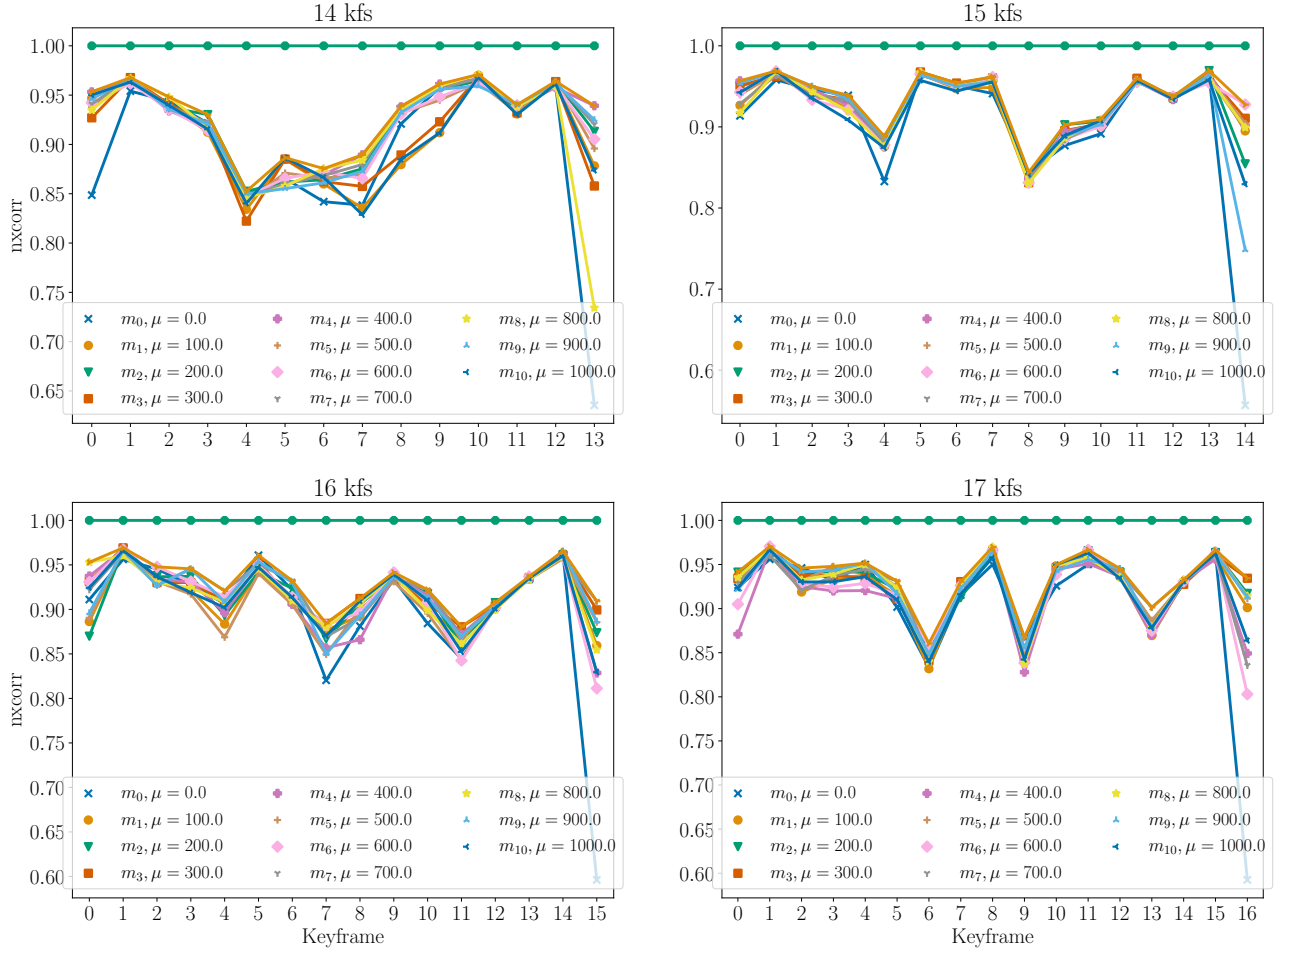 14 kfs
nxcorr
1.00
0.95
0.90
0.85
0.80
0.75
0.70
0.65
m0, μ = 0.0
m1, μ = 100.0
m2, μ = 200.0
m3, μ = 300.0
m4, μ = 400.0
m5, μ = 500.0
m6, μ = 600.0
m7, μ = 700.0
m8, μ = 800.0
m9, μ = 900.0
m10, μ = 1000.0
0 1 2 3 4 5 6 7 8 9 10 11 12 13
15 kfs
1.0
0.9
0.8
0.7
0.6
m0, μ = 0.0
m1, μ = 100.0
m2, μ = 200.0
m3, μ = 300.0
m4, μ = 400.0
m5, μ = 500.0
m6, μ = 600.0
m7, μ = 700.0
m8, μ = 800.0
m9, μ = 900.0
m10, μ = 1000.0
0 1 2 3 4 5 6 7 8 9 10 11 12 13 14
16 kfs
nxcorr
1.00
0.95
0.90
0.85
0.80
0.75
0.70
0.65
0.60
m0, μ = 0.0
m1, μ = 100.0
m2, μ = 200.0
m3, μ = 300.0
m4, μ = 400.0
m5, μ = 500.0
m6, μ = 600.0
m7, μ = 700.0
m8, μ = 800.0
m9, μ = 900.0
m10, μ = 1000.0
0 1 2 3 4 5 6 7 8 9 10 11 12 13 14 15
Keyframe
17 kfs
1.00
0.95
0.90
0.85
0.80
0.75
0.70
0.65
0.60
m0, μ = 0.0
m1, μ = 100.0
m2, μ = 200.0
m3, μ = 300.0
m4, μ = 400.0
m5, μ = 500.0
m6, μ = 600.0
m7, μ = 700.0
m8, μ = 800.0
m9, μ = 900.0
m10, μ = 1000.0
0 1 2 3 4 5 6 7 8 9 10 11 12 13 14 15 16
Keyframe